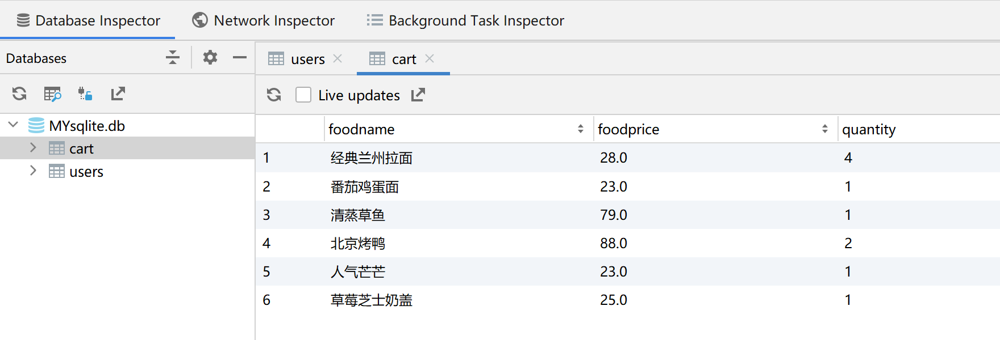 Database Inspector Network Inspector Background Task Inspector
Databases
users cart
Live updates
MYsqlite.db
cart
users
foodname foodprice quantity
1 经典兰州拉面 28.0 4
2 番茄鸡蛋面 23.0 1
3 清蒸草鱼 79.0 1
4 北京烤鸭 88.0 2
5 人气芒芒 23.0 1
6 草莓芝士奶盖 25.0 1